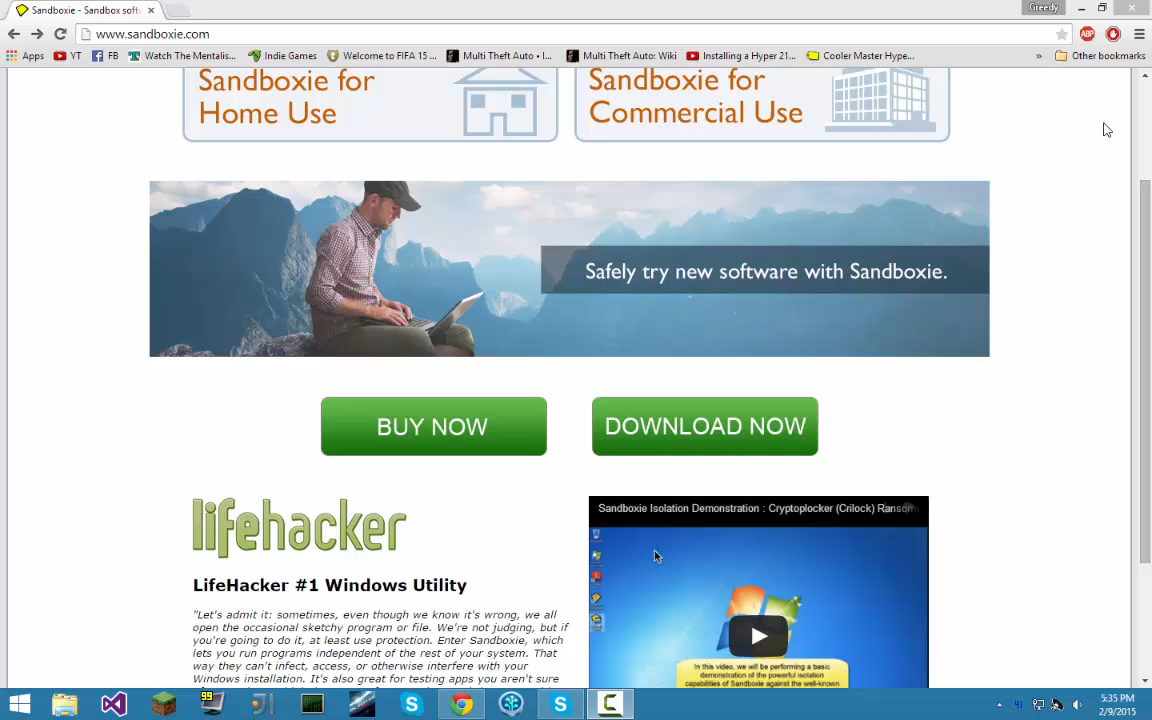 Sandboxie - Sandbox soft
Greedy
www.sandboxie.com
ABP
Apps
YT
FB
Watch The Mentalis...
Indie Games
Welcome to FIFA 15 ...
Multi Theft Auto • I...
Multi Theft Auto: Wiki
Installing a Hyper 21...
Cooler Master Hype...
»
Other bookmarks
Sandboxie for
Home Use
Sandboxie for
Commercial Use
Safely try new software with Sandboxie.
BUY NOW
DOWNLOAD NOW
lifehacker
LifeHacker #1 Windows Utility
"Let's admit it: sometimes, even though we know it's wrong, we all
open the occasional sketchy program or file. We're not judging, but if
you're going to do it, at least use protection. Enter Sandboxie, which
lets you run programs independent of the rest of your system. That
way they can't infect, access, or otherwise interfere with your
Windows installation. It's also great for testing apps you aren't sure
Sandboxie Isolation Demonstration : Cryptoplocker (Crilock) Ransom
In this video, we will be performing a basic
demonstration of the powerful isolation
capabilities of Sandboxie against the well-known
99
5:35 PM
2/9/2015